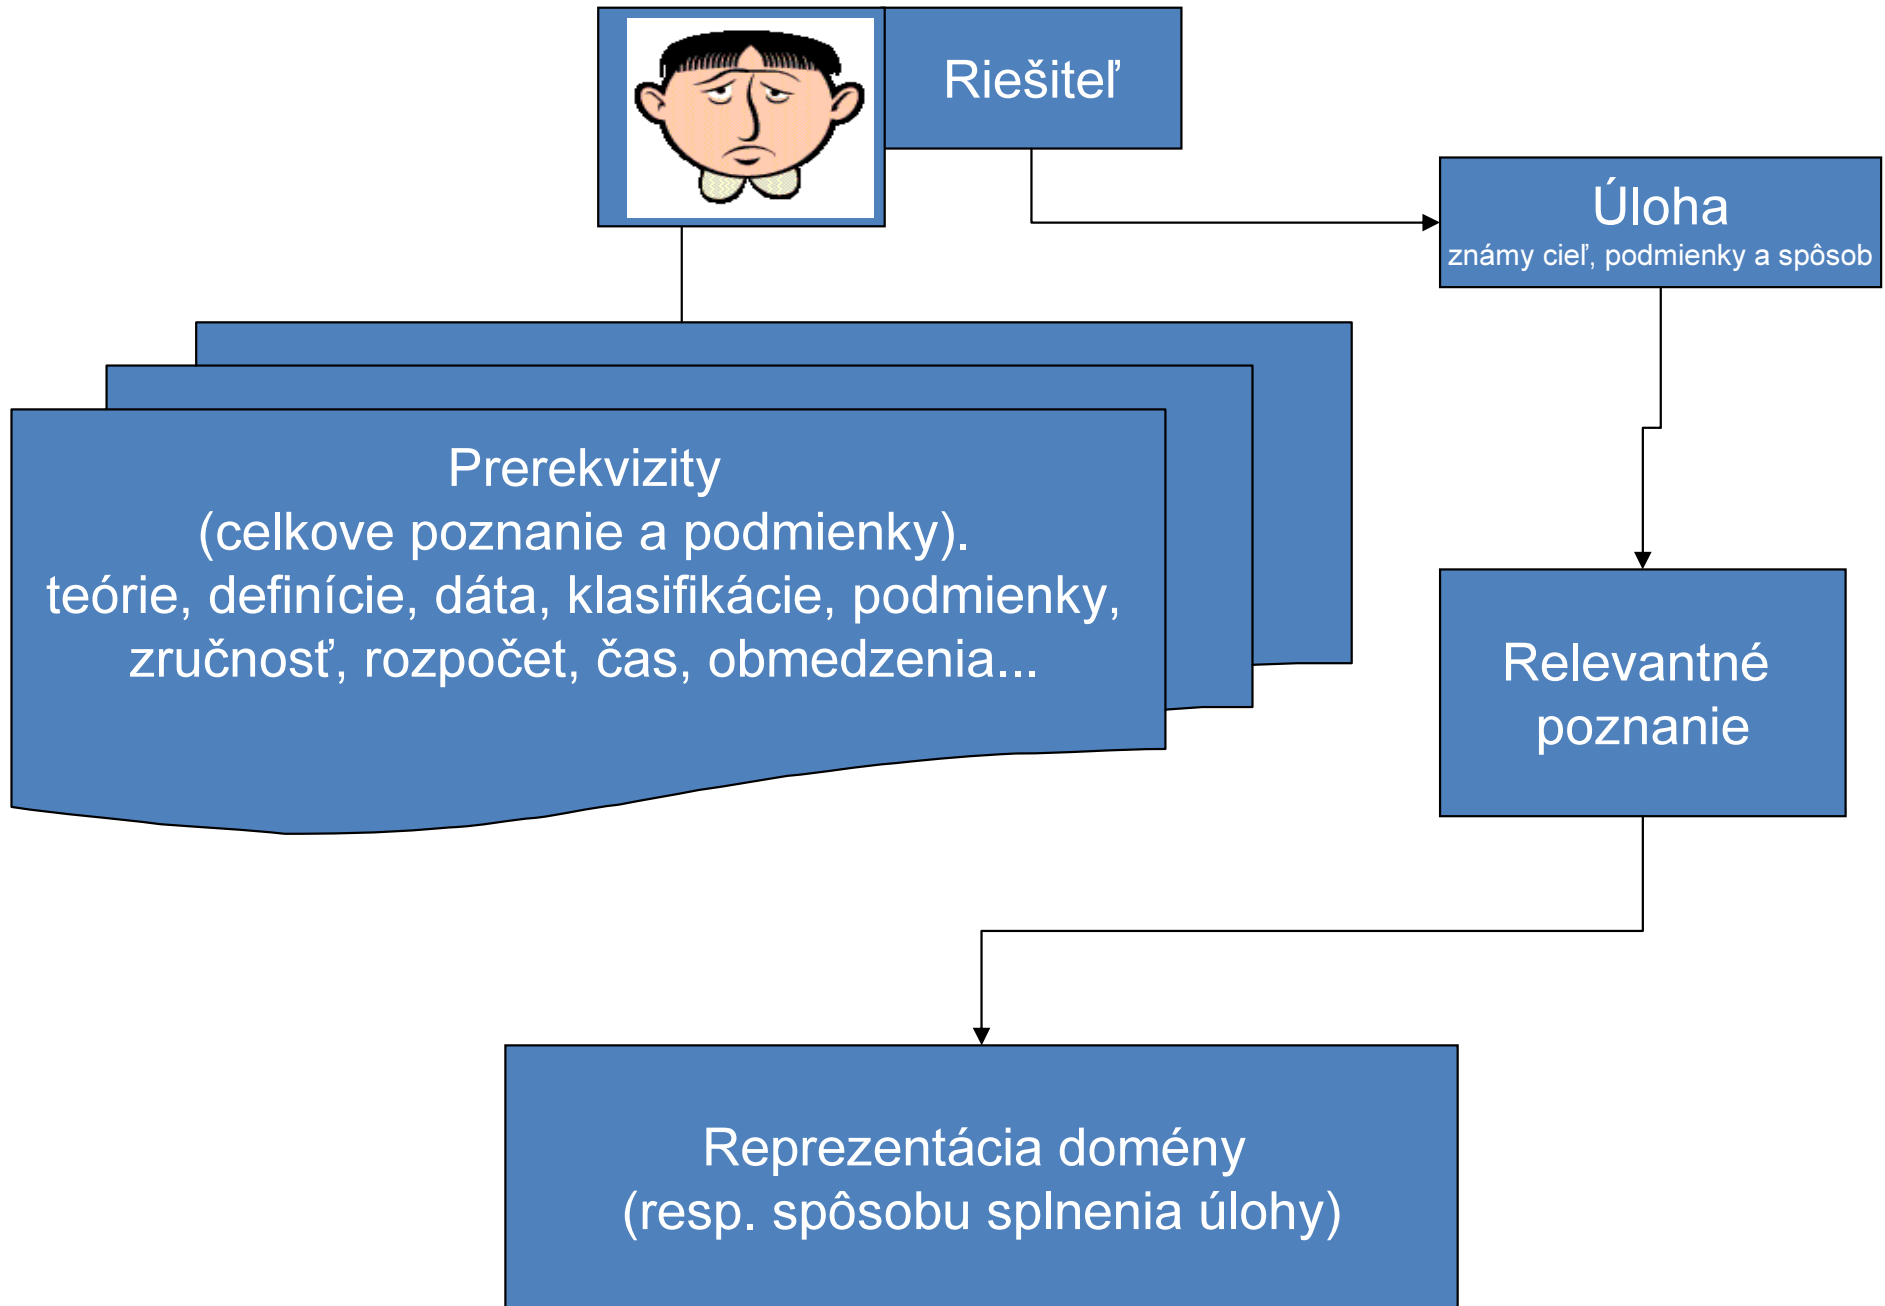 Riešiteľ
Úloha
známy cieľ, podmienky a spôsob
Prerekvizity
(celkove poznanie a podmienky).
teórie, definície, dáta, klasifikácie, podmienky,
zručnosť, rozpočet, čas, obmedzenia...
Relevantné
poznanie
Reprezentácia domény
(resp. spôsobu splnenia úlohy)